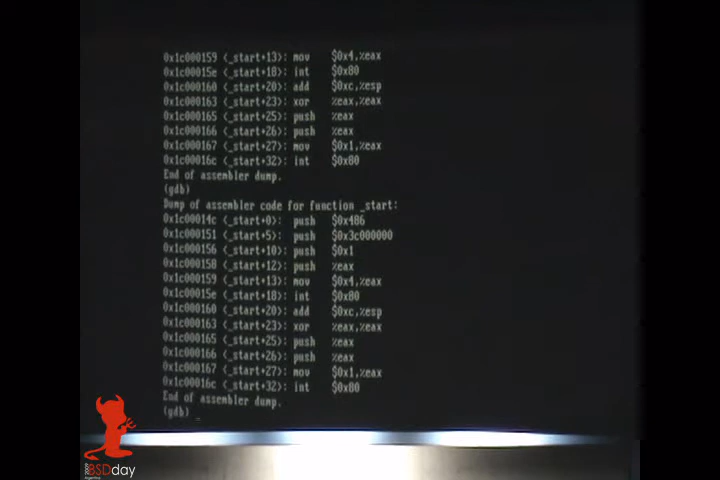 0x1c000159 <_start+13>: mov    $0x4,%eax
0x1c00015e <_start+18>: int    $0x80
0x1c000160 <_start+20>: add    $0xc,%esp
0x1c000163 <_start+23>: xor    %eax,%eax
0x1c000165 <_start+25>: push   %eax
0x1c000166 <_start+26>: push   %eax
0x1c000167 <_start+27>: mov    $0x1,%eax
0x1c00016c <_start+32>: int    $0x80
End of assembler dump.
(gdb)
Dump of assembler code for function _start:
0x1c00014c <_start+0>: push   $0x486
0x1c000151 <_start+5>: push   $0x3c000000
0x1c000156 <_start+10>: push   $0x1
0x1c000158 <_start+12>: push   %eax
0x1c000159 <_start+13>: mov    $0x4,%eax
0x1c00015e <_start+18>: int    $0x80
0x1c000160 <_start+20>: add    $0xc,%esp
0x1c000163 <_start+23>: xor    %eax,%eax
0x1c000165 <_start+25>: push   %eax
0x1c000166 <_start+26>: push   %eax
0x1c000167 <_start+27>: mov    $0x1,%eax
0x1c00016c <_start+32>: int    $0x80
End of assembler dump.
(gdb) _
BSDday
Argentina